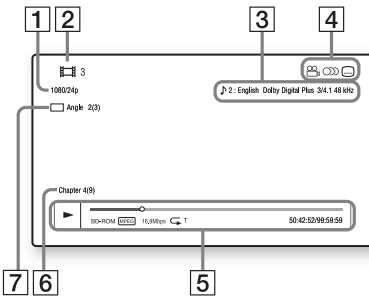 1 2 3 4
3
1080/24p
2 : English Dolby Digital Plus 3/4.1 48 kHz
Angle 2(3)
Chapter 4(9)
BD-ROM MPEG 16,9Mbps T 50:42:52/99:59:59
7 6 5